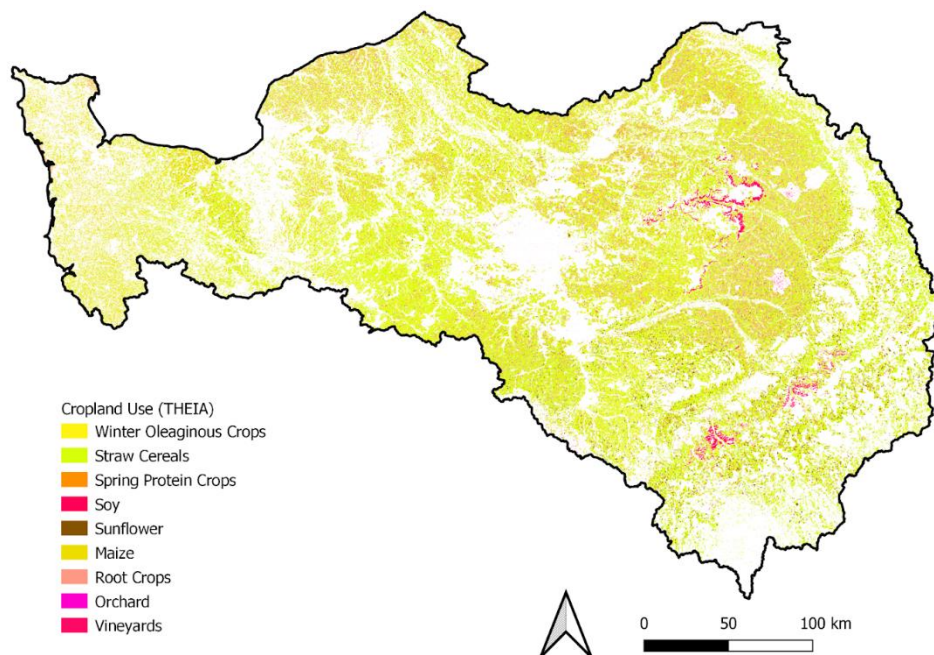 Cropland Use (THEIA)
Winter Oleaginous Crops
Straw Cereals
Spring Protein Crops
Soy
Sunflower
Maize
Root Crops
Orchard
Vineyards
0 50 100 km